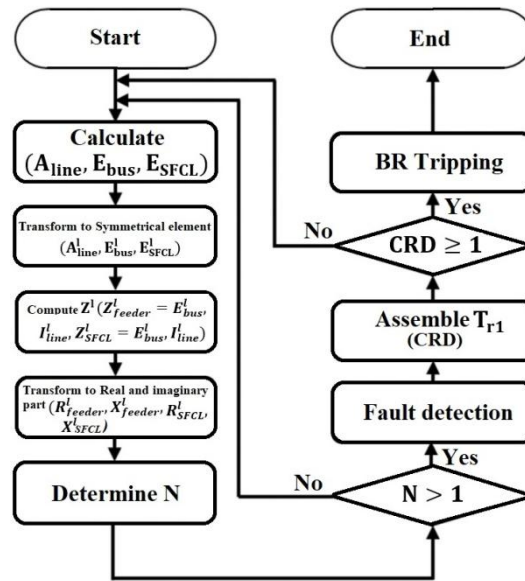 Start
Calculate
(A_line, E_bus, E_SFCL)
Transform to Symmetrical element
(A^l_line, E^l_bus, E^l_SFCL)
Compute Z^l (Z^l_feeder = E^l_bus,
I^l_line, Z^l_SFCL = E^l_bus, I^l_line)
Transform to Real and imaginary
part (R^l_feeder, X^l_feeder, R^l_SFCL,
X^l_SFCL)
Determine N
N > 1
No
Yes
Fault detection
Assemble T_r1
(CRD)
CRD ≥ 1
No
Yes
BR Tripping
End